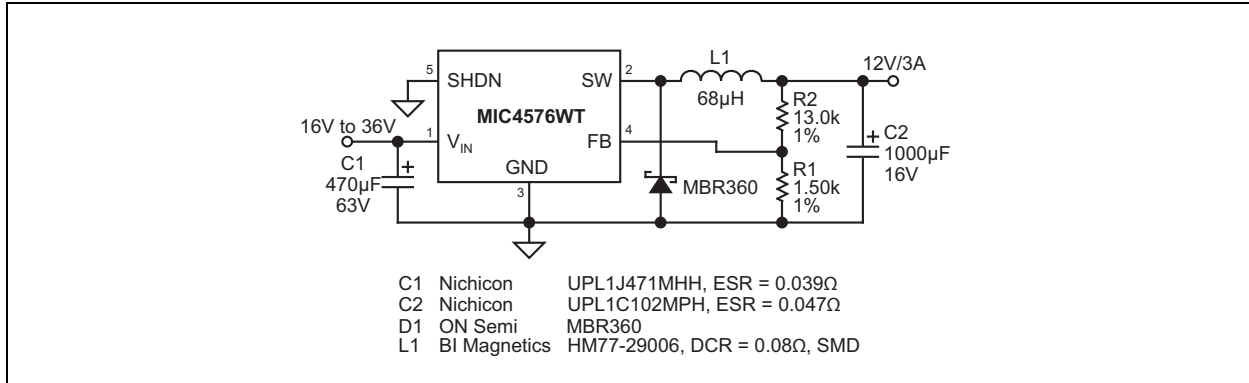 L1
68µH
12V/3A
5
SHDN
SW
2
MIC4576WT
R2
13.0k
1%
16V to 36V
1
VIN
FB
4
C2
1000µF
16V
+
C1
470µF
63V
+
GND
3
MBR360
R1
1.50k
1%
C1 Nichicon UPL1J471MHH, ESR = 0.039Ω
C2 Nichicon UPL1C102MPH, ESR = 0.047Ω
D1 ON Semi MBR360
L1 BI Magnetics HM77-29006, DCR = 0.08Ω, SMD